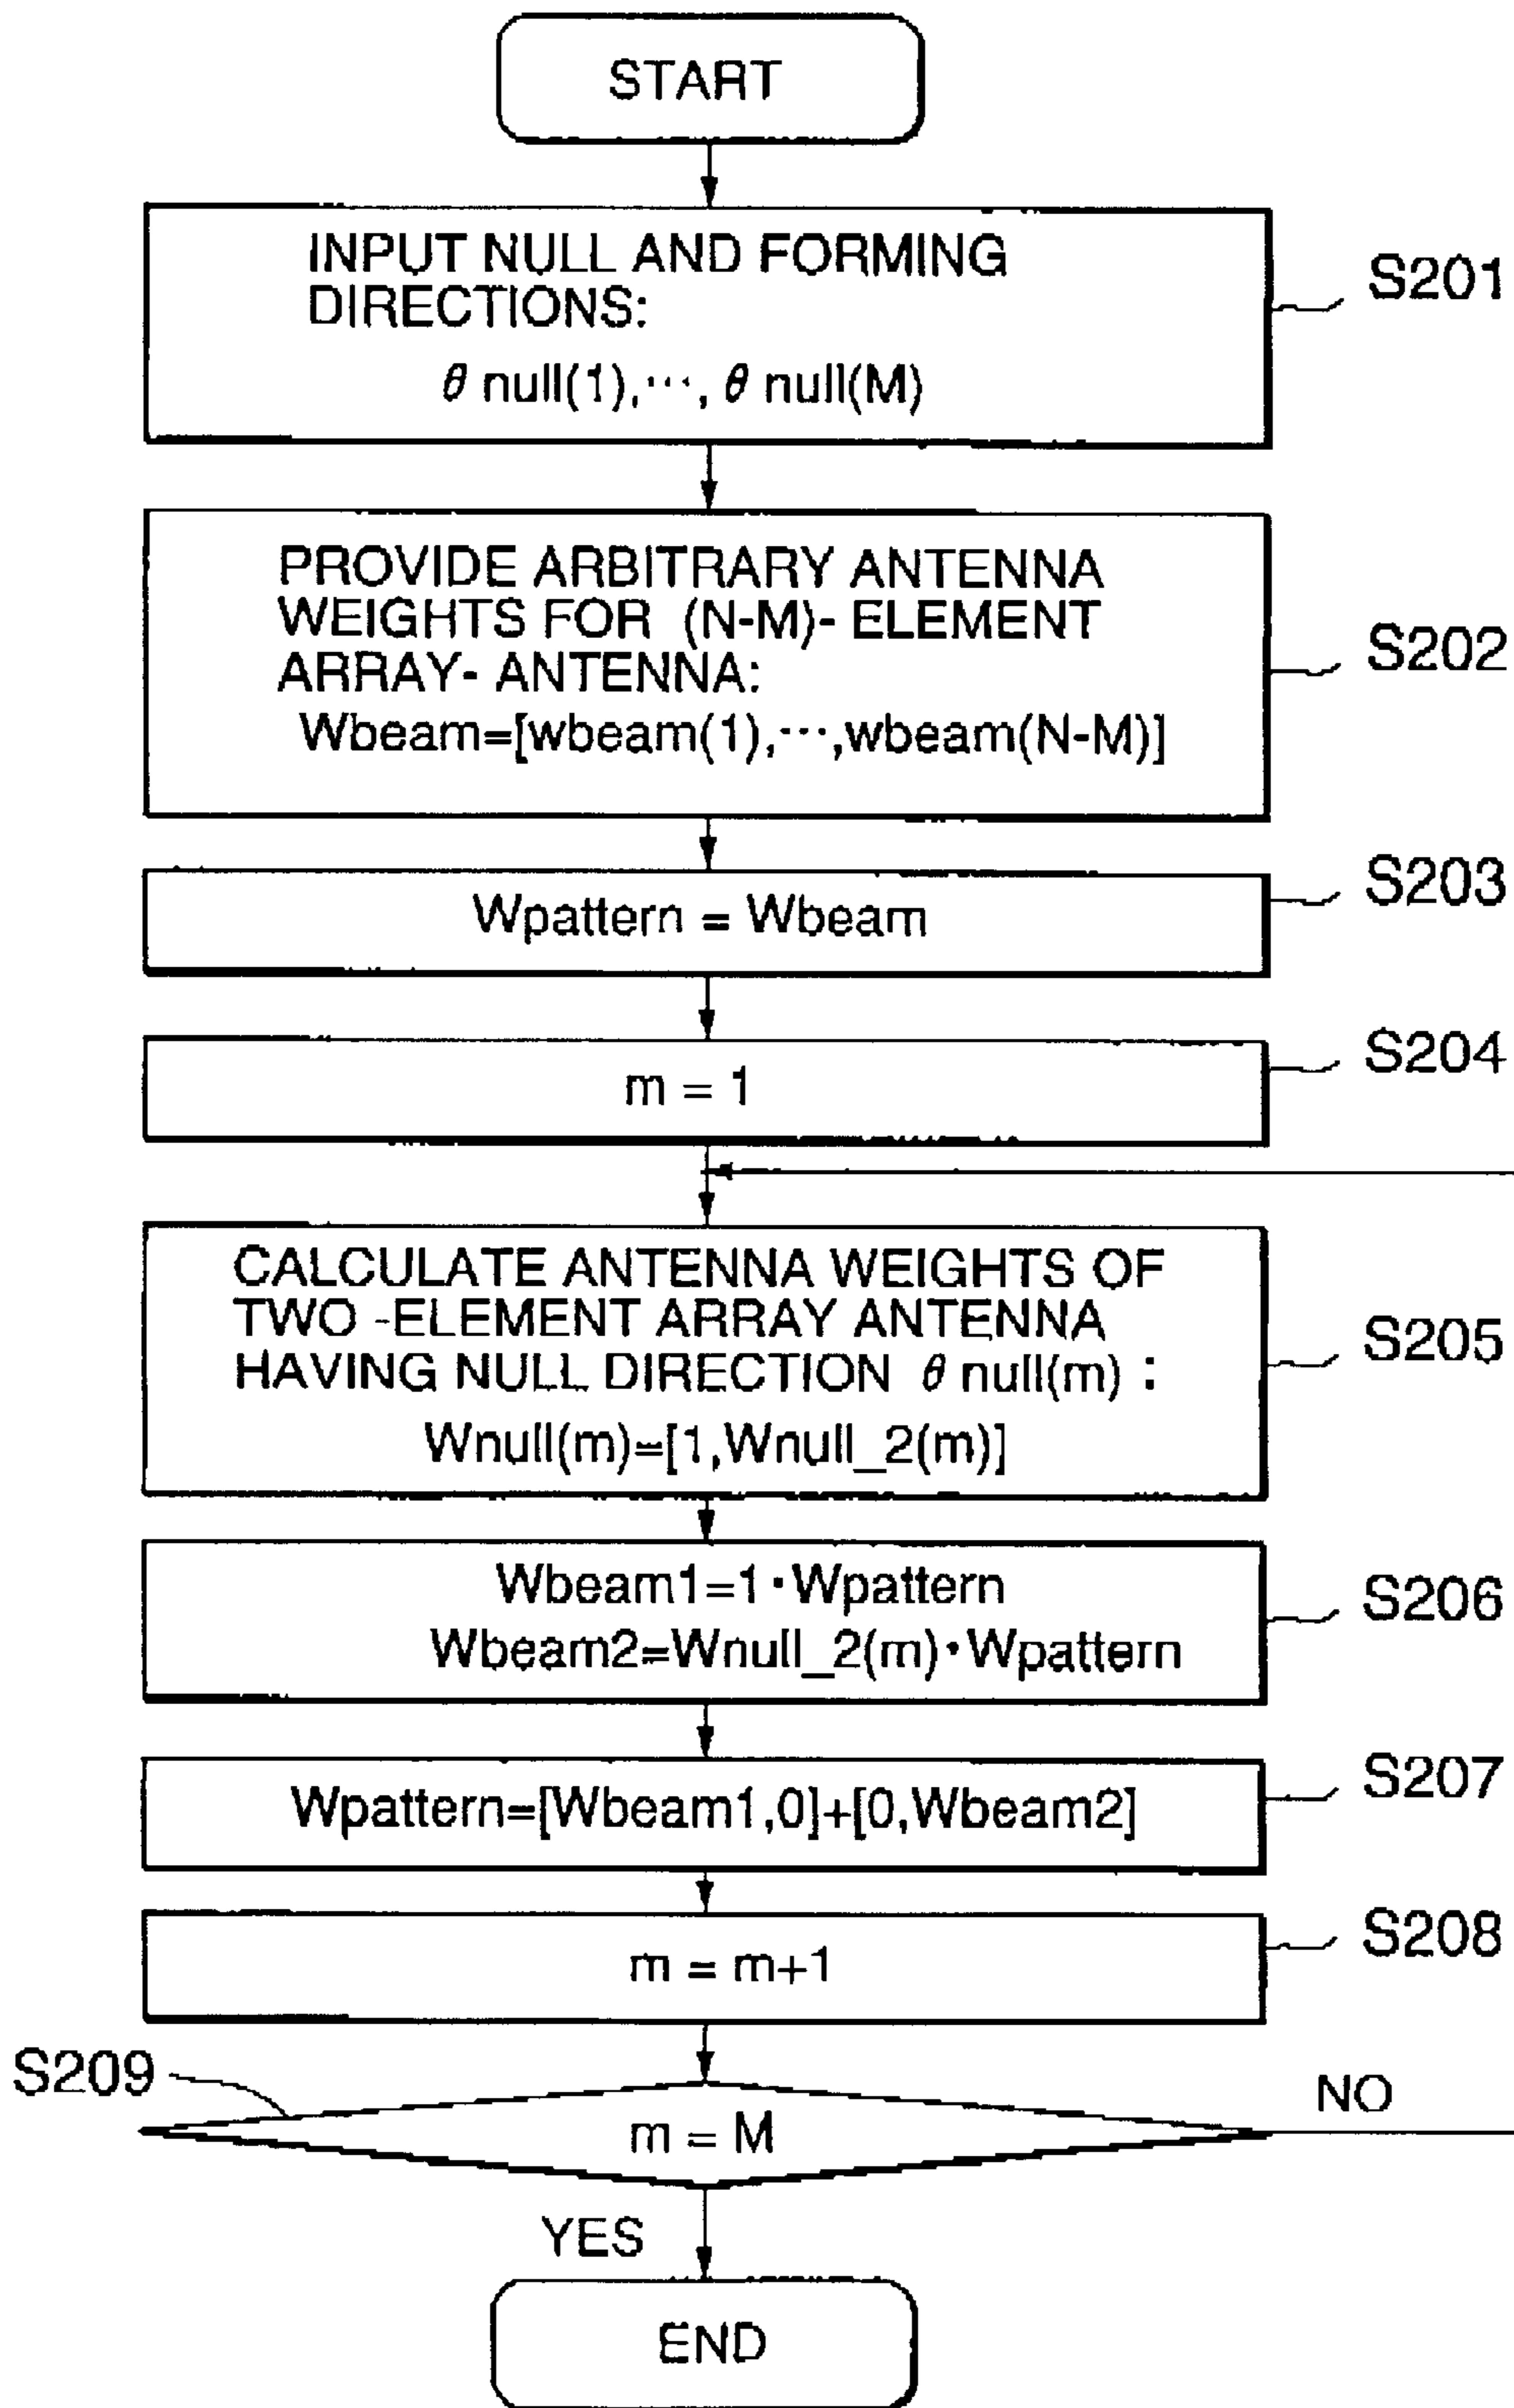 START
INPUT NULL AND FORMING
DIRECTIONS:
θ null(1),···, θ null(M)
S201
PROVIDE ARBITRARY ANTENNA
WEIGHTS FOR (N-M)- ELEMENT
ARRAY- ANTENNA:
Wbeam=[wbeam(1),···,wbeam(N-M)]
S202
Wpattern = Wbeam
S203
m = 1
S204
CALCULATE ANTENNA WEIGHTS OF
TWO -ELEMENT ARRAY ANTENNA
HAVING NULL DIRECTION θ null(m) :
Wnull(m)=[1,Wnull_2(m)]
S205
Wbeam1=1·Wpattern
Wbeam2=Wnull_2(m)·Wpattern
S206
Wpattern=[Wbeam1,0]+[0,Wbeam2]
S207
m = m+1
S208
S209
m = M
NO
YES
END